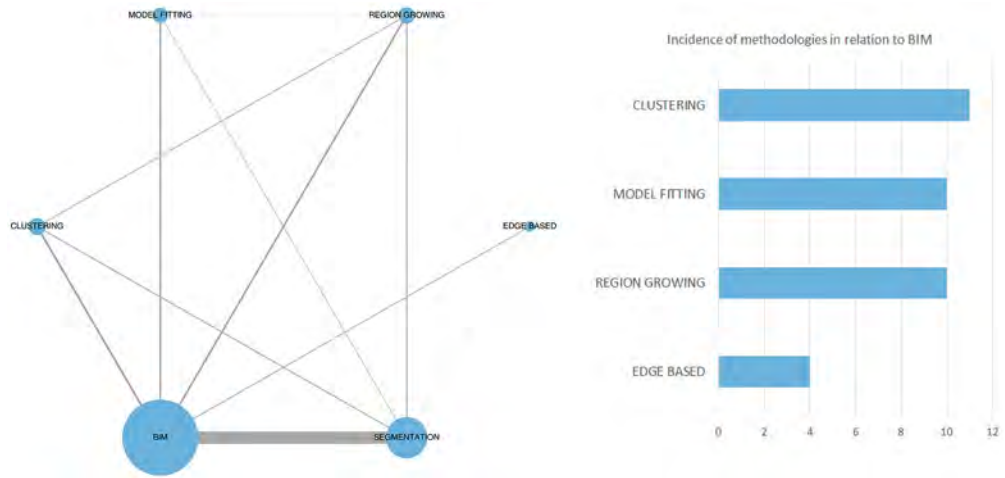 MODEL FITTING
REGION GROWING
CLUSTERING
EDGE BASED
BIM
SEGMENTATION
Incidence of methodologies in relation to BIM
CLUSTERING
MODEL FITTING
REGION GROWING
EDGE BASED
0 2 4 6 8 10 12